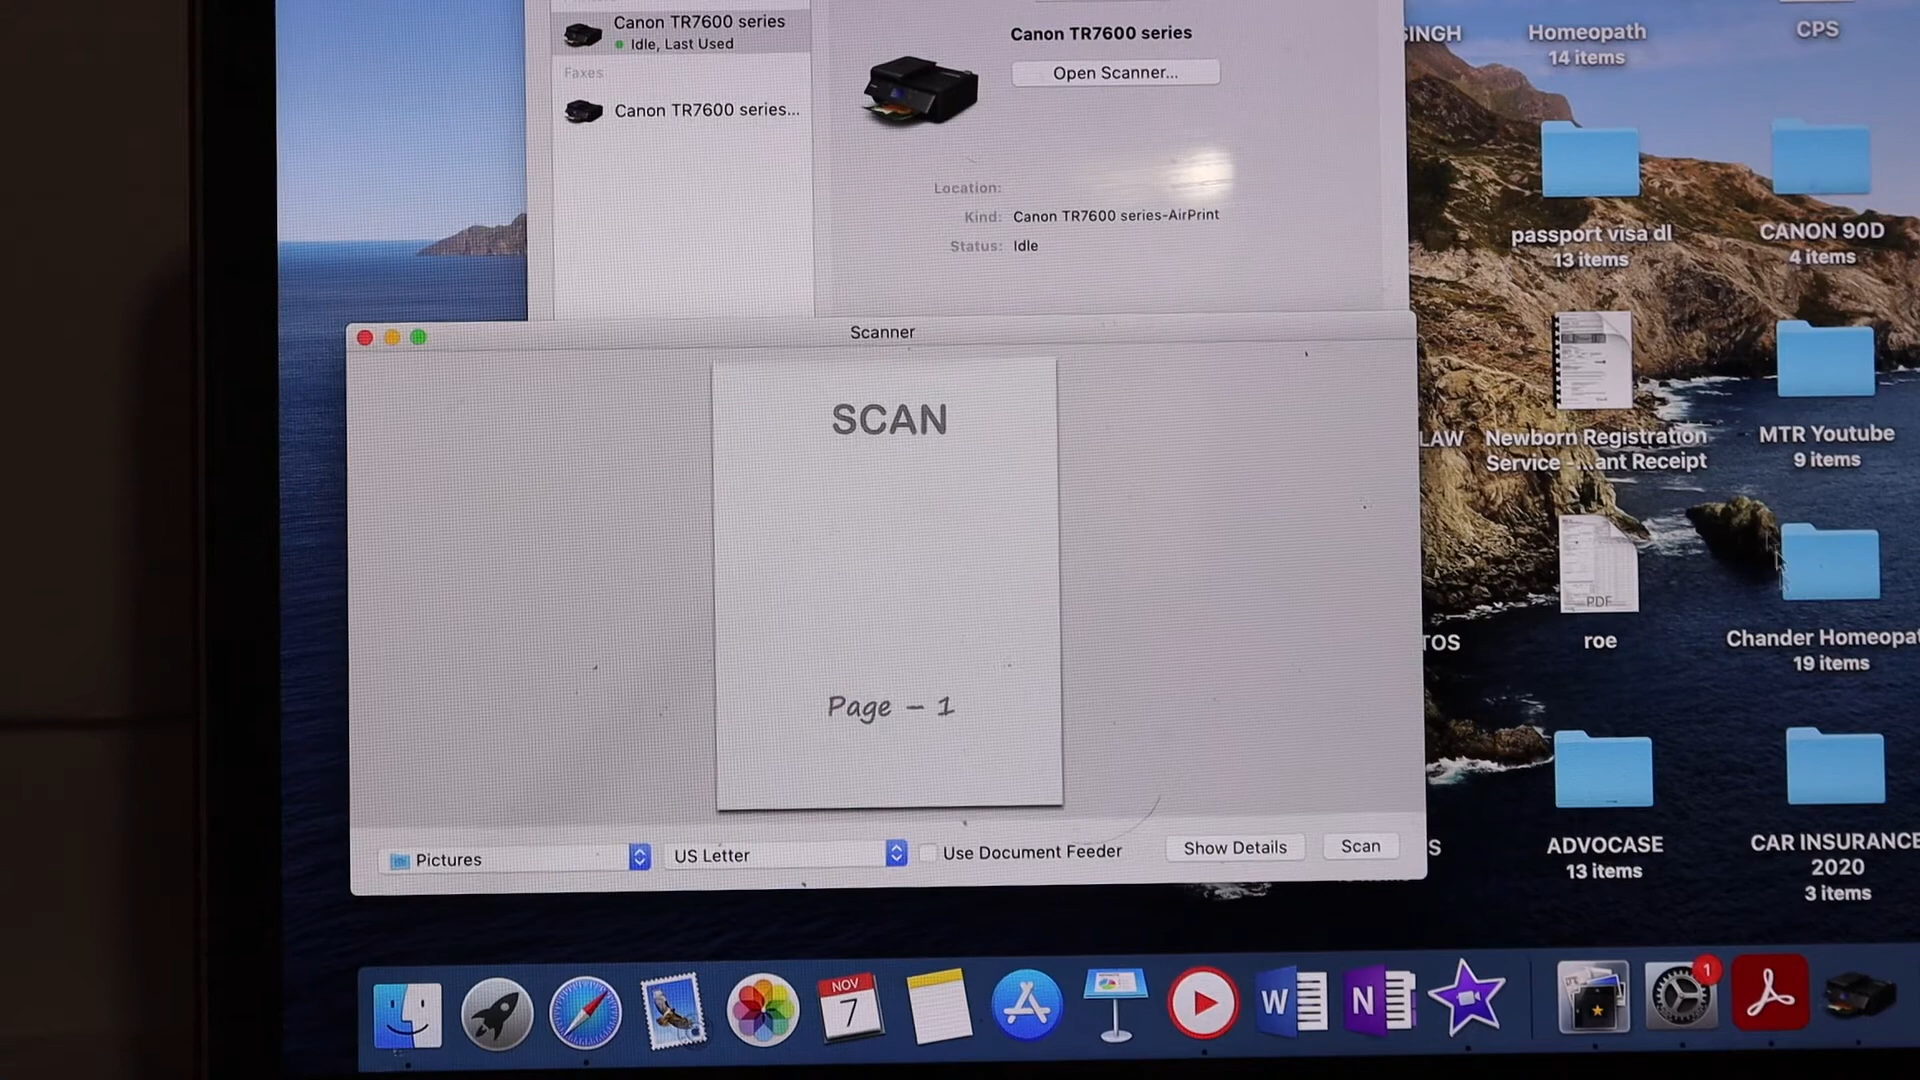 Canon TR7600 series
Idle, Last Used
Faxes
Canon TR7600 series...
Canon TR7600 series
Open Scanner...
Location:
Kind: Canon TR7600 series-AirPrint
Status: Idle
Scanner
SCAN
Page - 1
Pictures
US Letter
Use Document Feeder
Show Details
Scan
SINGH
Homeopath
14 items
CPS
passport visa dl
13 items
CANON 90D
4 items
LAW
Newborn Registration
Service -...ant Receipt
MTR Youtube
9 items
TOS
PDF
roe
Chander Homeopat
19 items
S
ADVOCASE
13 items
CAR INSURANCE
2020
3 items
NOV
7
W
N
1